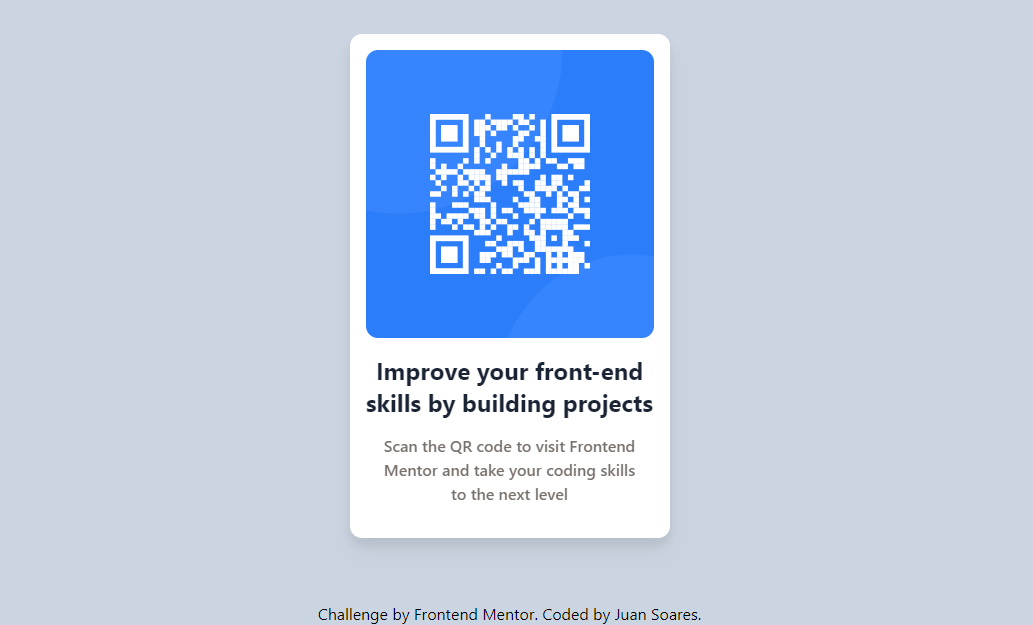 Improve your front-end
skills by building projects
Scan the QR code to visit Frontend
Mentor and take your coding skills
to the next level
Challenge by Frontend Mentor. Coded by Juan Soares.